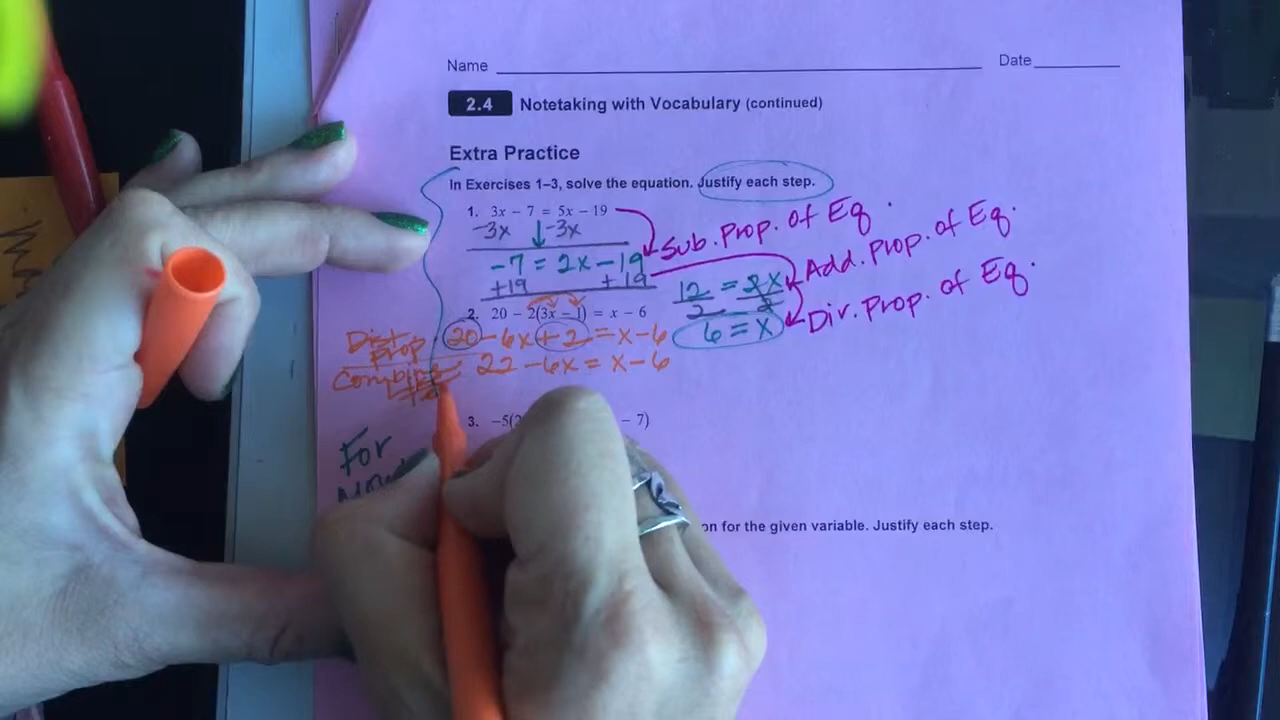 Name Date
2.4 Notetaking with Vocabulary (continued)
Extra Practice
In Exercises 1–3, solve the equation. Justify each step.
1. 3x − 7 = 5x − 19
-3x -3x
Sub. Prop. of Eq.
-7 = 2x - 19
+19 +19
Add. Prop. of Eq.
12 = 2x
2 2
Div. Prop. of Eq.
6 = x
2. 20 − 2(3x − 1) = x − 6
Dist Prop 20 - 6x + 2 = x - 6
Combine 22 - 6x = x - 6
3. −5(2 − 7)
For
on for the given variable. Justify each step.